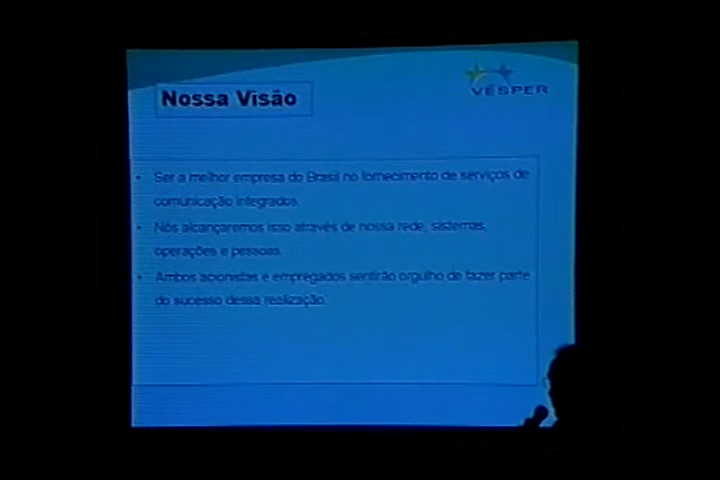 VÉSPER
Nossa Visão
• Ser a melhor empresa do Brasil no fornecimento de serviços de
comunicação integrados.
• Nós alcançaremos isso através de nossa rede, sistemas,
operações e pessoas.
• Ambos acionistas e empregados sentirão orgulho de fazer parte
do sucesso dessa realização.